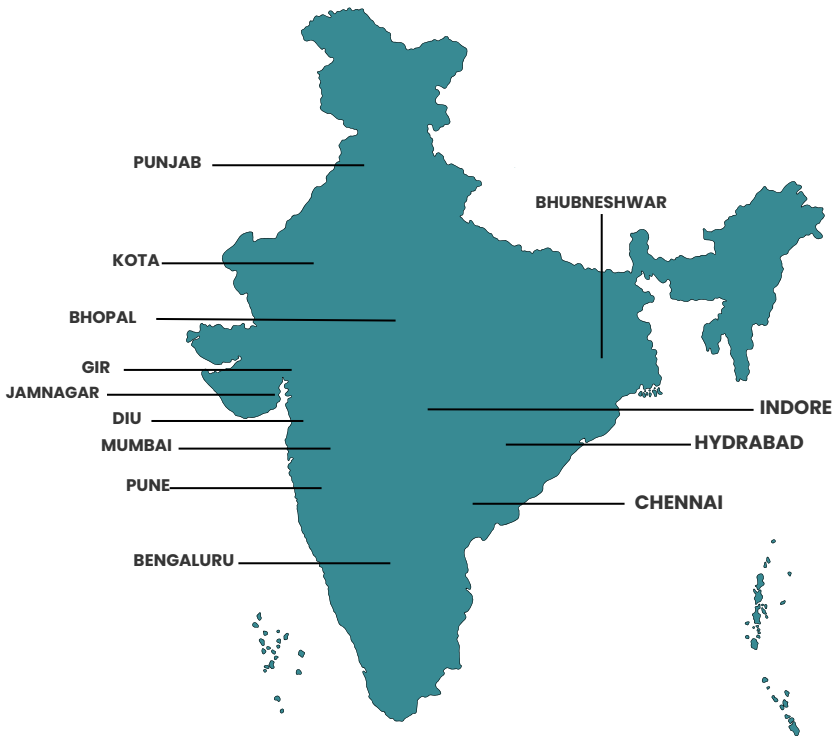 PUNJAB
BHUBNESHWAR
KOTA
BHOPAL
GIR
JAMNAGAR
INDORE
DIU
MUMBAI
HYDRABAD
PUNE
CHENNAI
BENGALURU